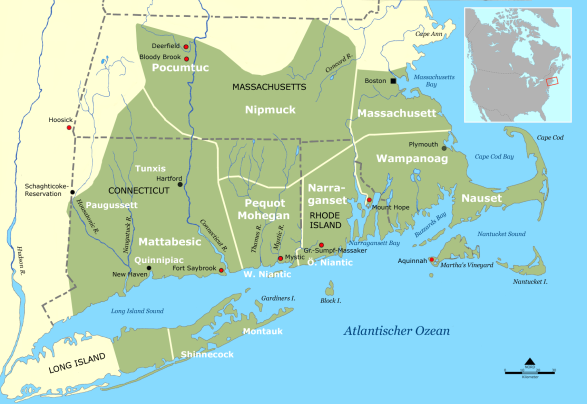 Cape Ann
Deerfield
Bloody Brook
Pocumtuc
Concord R.
MASSACHUSETTS
Boston
Massachusetts
Bay
Nipmuck
Massachusett
Hoosick
Plymouth
Cape Cod
Wampanoag
Cape Cod Bay
Tunxis
Hartford
Schaghticoke-
Reservation
CONNECTICUT
Narra-
ganset
Nauset
Paugussett
Pequot
Mohegan
Mount Hope
RHODE
ISLAND
Housatonic R.
Naugatuck R.
Connecticut R.
Thames R.
Mystic R.
Buzzards Bay
Nantucket Sound
Mattabesic
Narragansett Bay
Gr.-Sumpf-Massaker
Hudson R.
Quinnipiac
Mystic
Ö. Niantic
Aquinnah
Martha's Vineyard
New Haven
Fort Saybrook
W. Niantic
Nantucket I.
Gardiners I.
Block I.
Long Island Sound
Montauk
Atlantischer Ozean
LONG ISLAND
Shinnecock
NORD
Kilometer